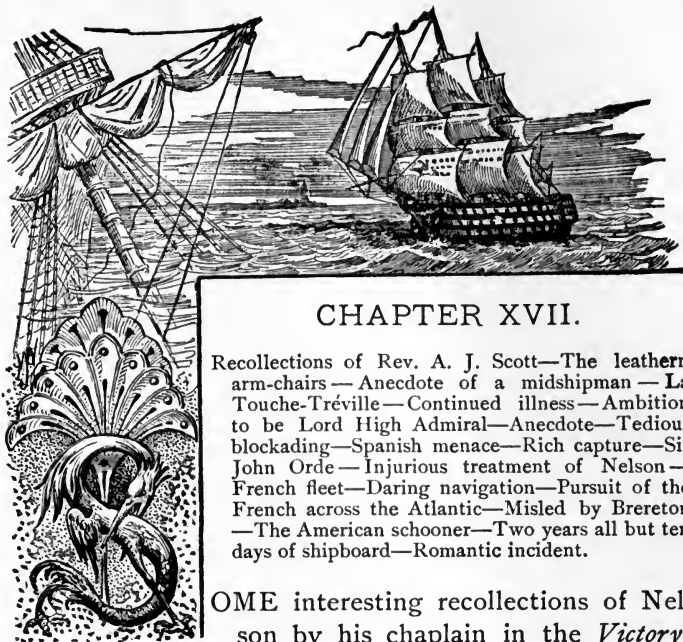 CHAPTER XVII.
Recollections of Rev. A. J. Scott—The leathern
arm-chairs — Anecdote of a midshipman — La
Touche-Tréville — Continued illness — Ambition
to be Lord High Admiral—Anecdote—Tediou
blockading—Spanish menace—Rich capture—Si
John Orde — Injurious treatment of Nelson —
French fleet—Daring navigation—Pursuit of the
French across the Atlantic—Misled by Brereton
—The American schooner—Two years all but ten
days of shipboard—Romantic incident.
OME interesting recollections of Nel
son by his chaplain in the Victory,